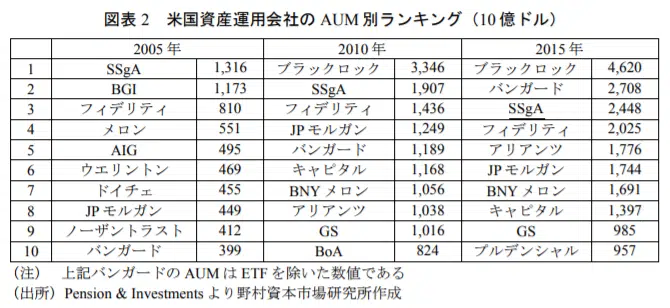 図表 2　米国資産運用会社の AUM 別ランキング（10 億ドル）
2005 年 2010 年 2015 年
1 SSgA 1,316 ブラックロック 3,346 ブラックロック 4,620
2 BGI 1,173 SSgA 1,907 バンガード 2,708
3 フィデリティ 810 フィデリティ 1,436 SSgA 2,448
4 メロン 551 JP モルガン 1,249 フィデリティ 2,025
5 AIG 495 バンガード 1,189 アリアンツ 1,776
6 ウエリントン 469 キャピタル 1,168 JP モルガン 1,744
7 ドイチェ 455 BNY メロン 1,056 BNY メロン 1,691
8 JP モルガン 449 アリアンツ 1,038 キャピタル 1,397
9 ノーザントラスト 412 GS 1,016 GS 985
10 バンガード 399 BoA 824 プルデンシャル 957
（注）　上記バンガードの AUM は ETF を除いた数値である
（出所）Pension & Investments より野村資本市場研究所作成